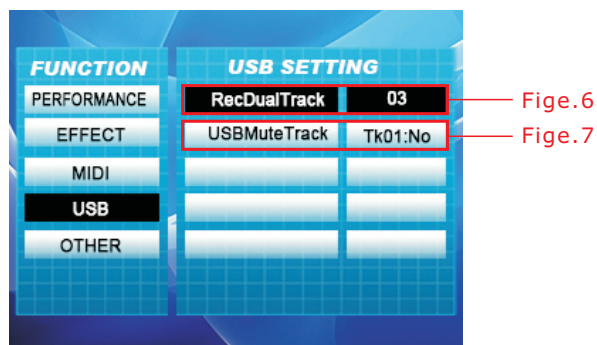 FUNCTION
PERFORMANCE
EFFECT
MIDI
USB
OTHER
USB SETTING
RecDualTrack 03
USBMuteTrack Tk01:No
Fige.6
Fige.7